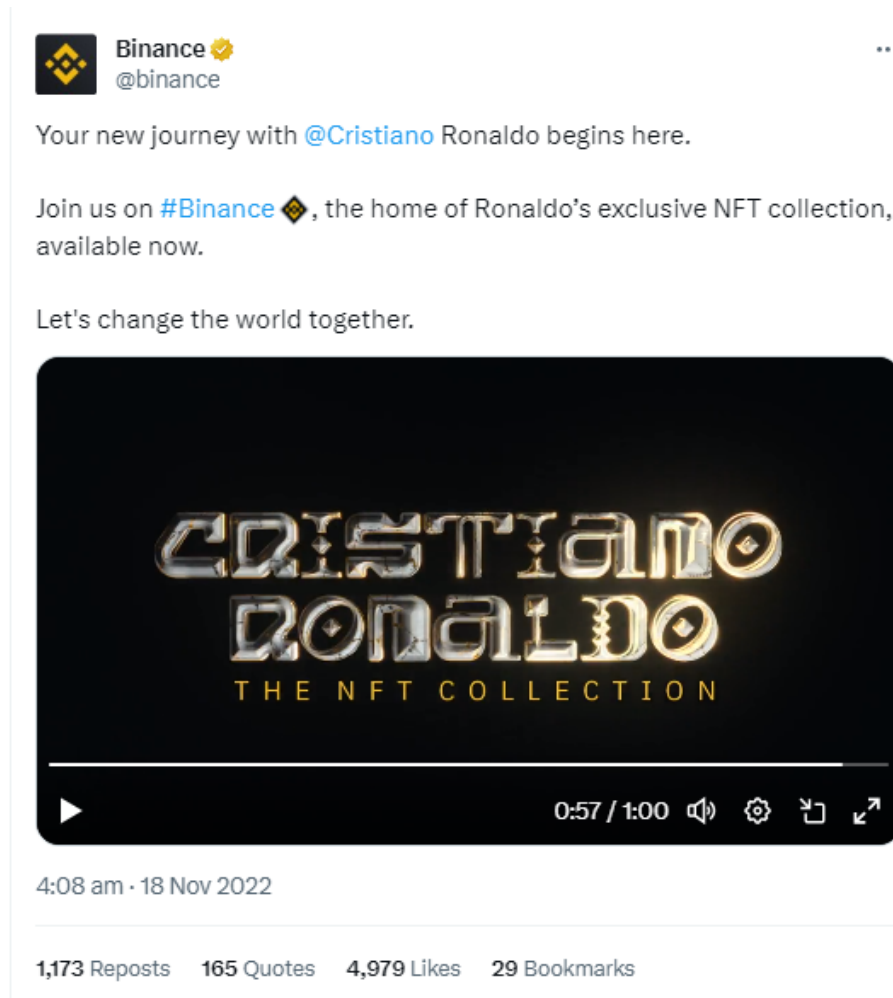 Binance
@binance
Your new journey with @Cristiano Ronaldo begins here.
Join us on #Binance , the home of Ronaldo’s exclusive NFT collection,
available now.
Let's change the world together.
CRISTIANO
RONALDO
THE NFT COLLECTION
0:57 / 1:00
4:08 am · 18 Nov 2022
1,173 Reposts 165 Quotes 4,979 Likes 29 Bookmarks